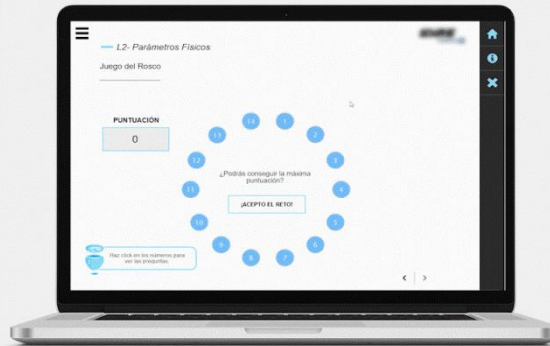 L2- Parámetros Físicos
Juego del Rosco
PUNTUACIÓN
0
14
1
13
2
12
3
¿Podrás conseguir la máxima
puntuación?
11
4
¡ACEPTO EL RETO!
10
5
9
6
8
7
Haz click en los números para
ver las preguntas.